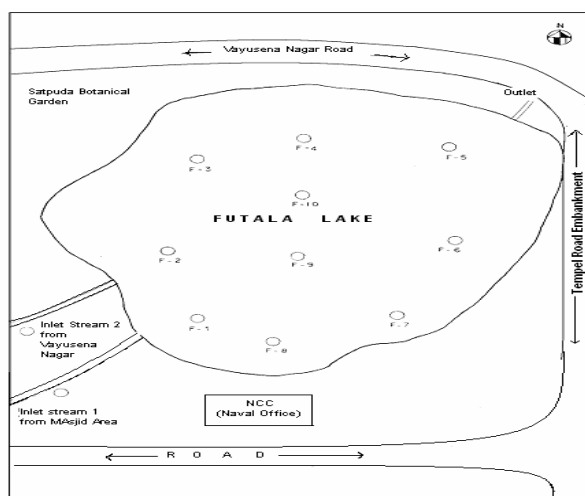 N
Vayusena Nagar Road
Satpuda Botanical
Garden
Outlet
F-4
F-5
F-3
F-10
FUTALA LAKE
Tempel Road Embankment
F-6
F-2
F-9
F-1
F-7
F-8
Inlet Stream 2
from
Vayusena
Nagar
NCC
(Naval Office)
Inlet stream 1
from MAsjid Area
ROAD